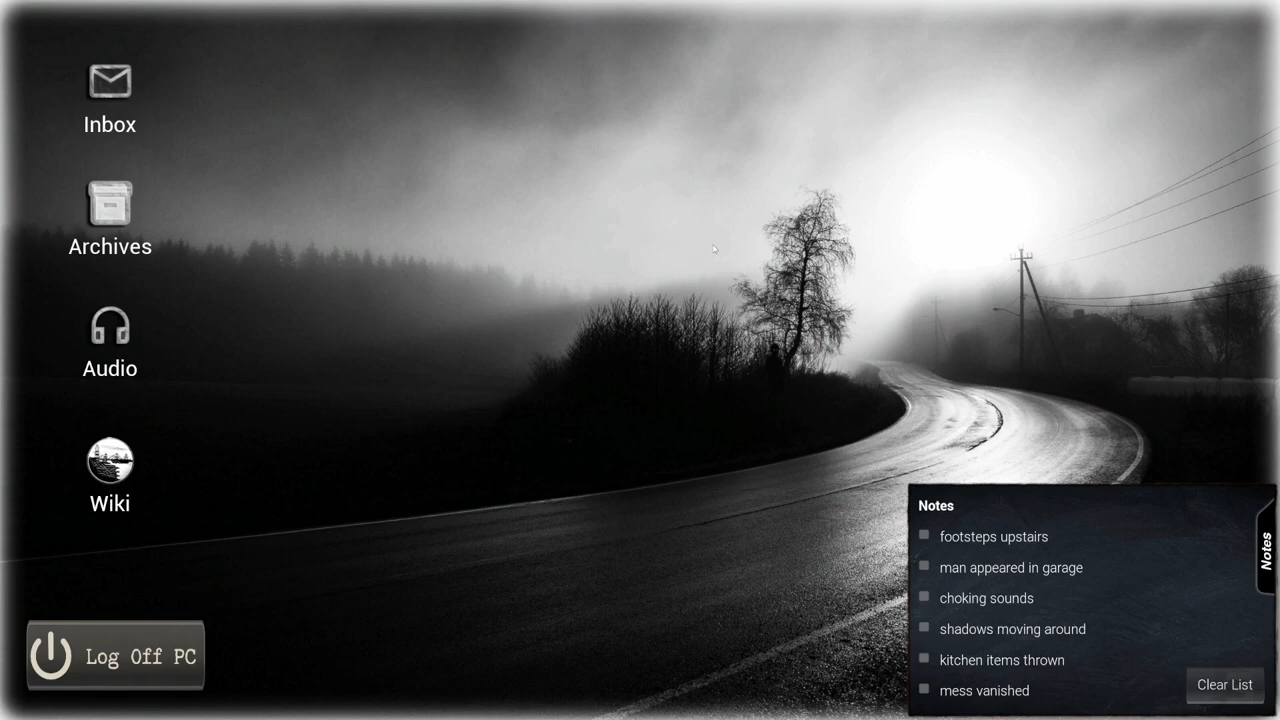 Inbox
Archives
Audio
Wiki
Log Off PC
Notes
footsteps upstairs
man appeared in garage
choking sounds
shadows moving around
kitchen items thrown
mess vanished
Clear List
Notes